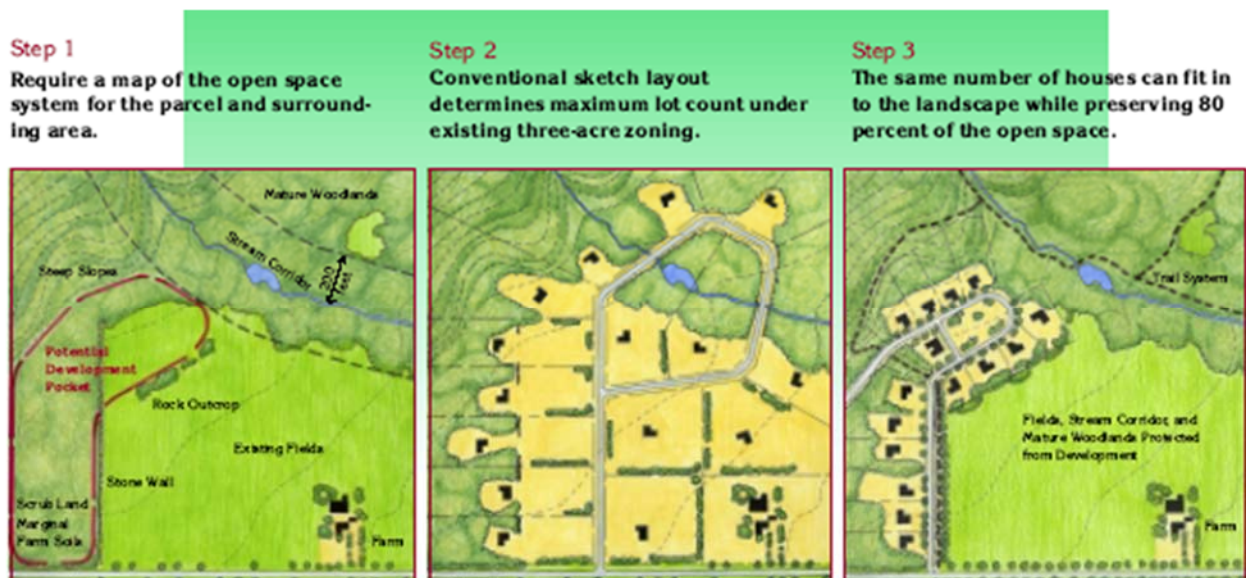 Step 1
Require a map of the open space
system for the parcel and surround-
ing area.
Step 2
Conventional sketch layout
determines maximum lot count under
existing three-acre zoning.
Step 3
The same number of houses can fit in
to the landscape while preserving 80
percent of the open space.
Mature Woodlands
Stream Corridor
200
feet
Steep Slopes
Potential
Development
Pocket
Rock Outcrop
Existing Fields
Stone Wall
Scrub Land
Marginal
Farm Soils
Farm
Trail System
Fields, Stream Corridor, and
Mature Woodlands Protected
from Development
Farm